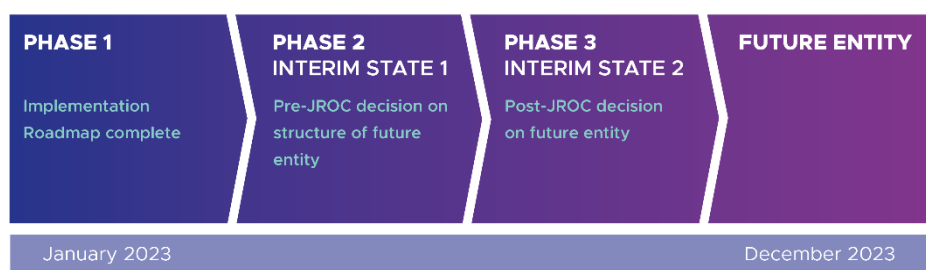 PHASE 1
Implementation
Roadmap complete
PHASE 2
INTERIM STATE 1
Pre-JROC decision on
structure of future
entity
PHASE 3
INTERIM STATE 2
Post-JROC decision
on future entity
FUTURE ENTITY
January 2023
December 2023